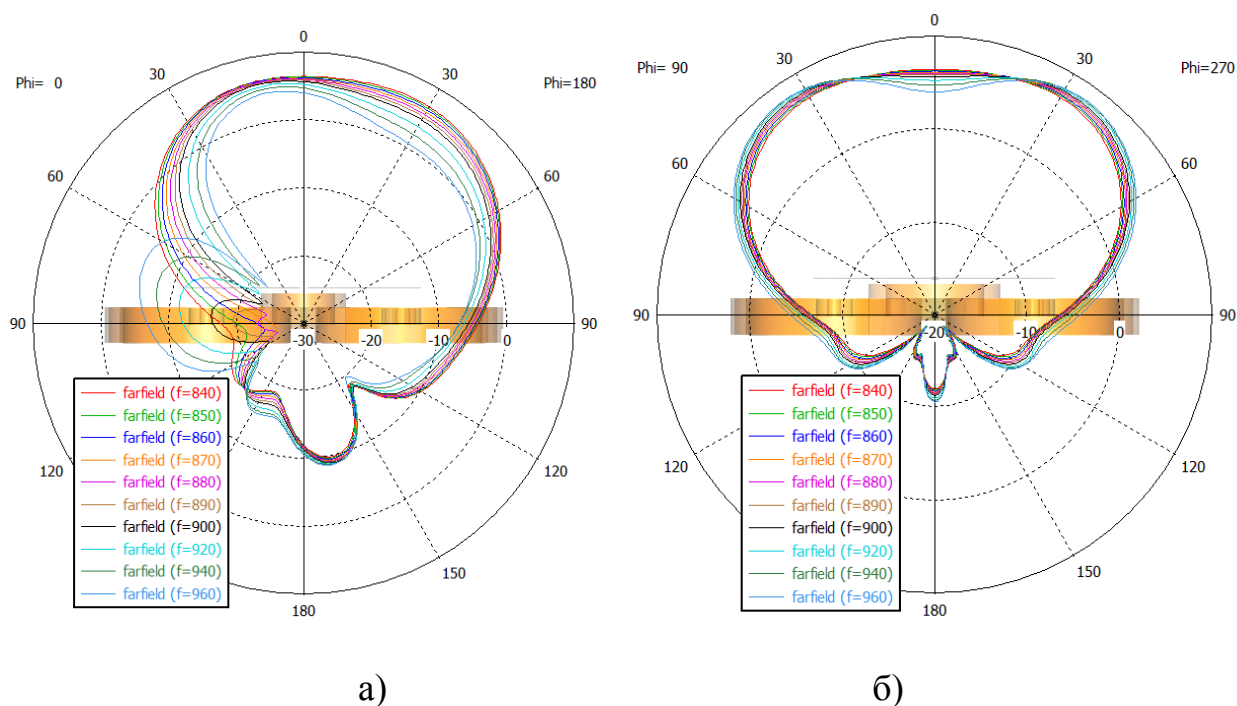 0
30
30
Phi= 0
Phi=180
60
60
90
90
-30
-20
-10
0
120
120
150
180
farfield (f=840)
farfield (f=850)
farfield (f=860)
farfield (f=870)
farfield (f=880)
farfield (f=890)
farfield (f=900)
farfield (f=920)
farfield (f=940)
farfield (f=960)
а)
0
30
30
Phi= 90
Phi=270
60
60
90
90
-20
-10
0
120
120
150
180
farfield (f=840)
farfield (f=850)
farfield (f=860)
farfield (f=870)
farfield (f=880)
farfield (f=890)
farfield (f=900)
farfield (f=920)
farfield (f=940)
farfield (f=960)
б)